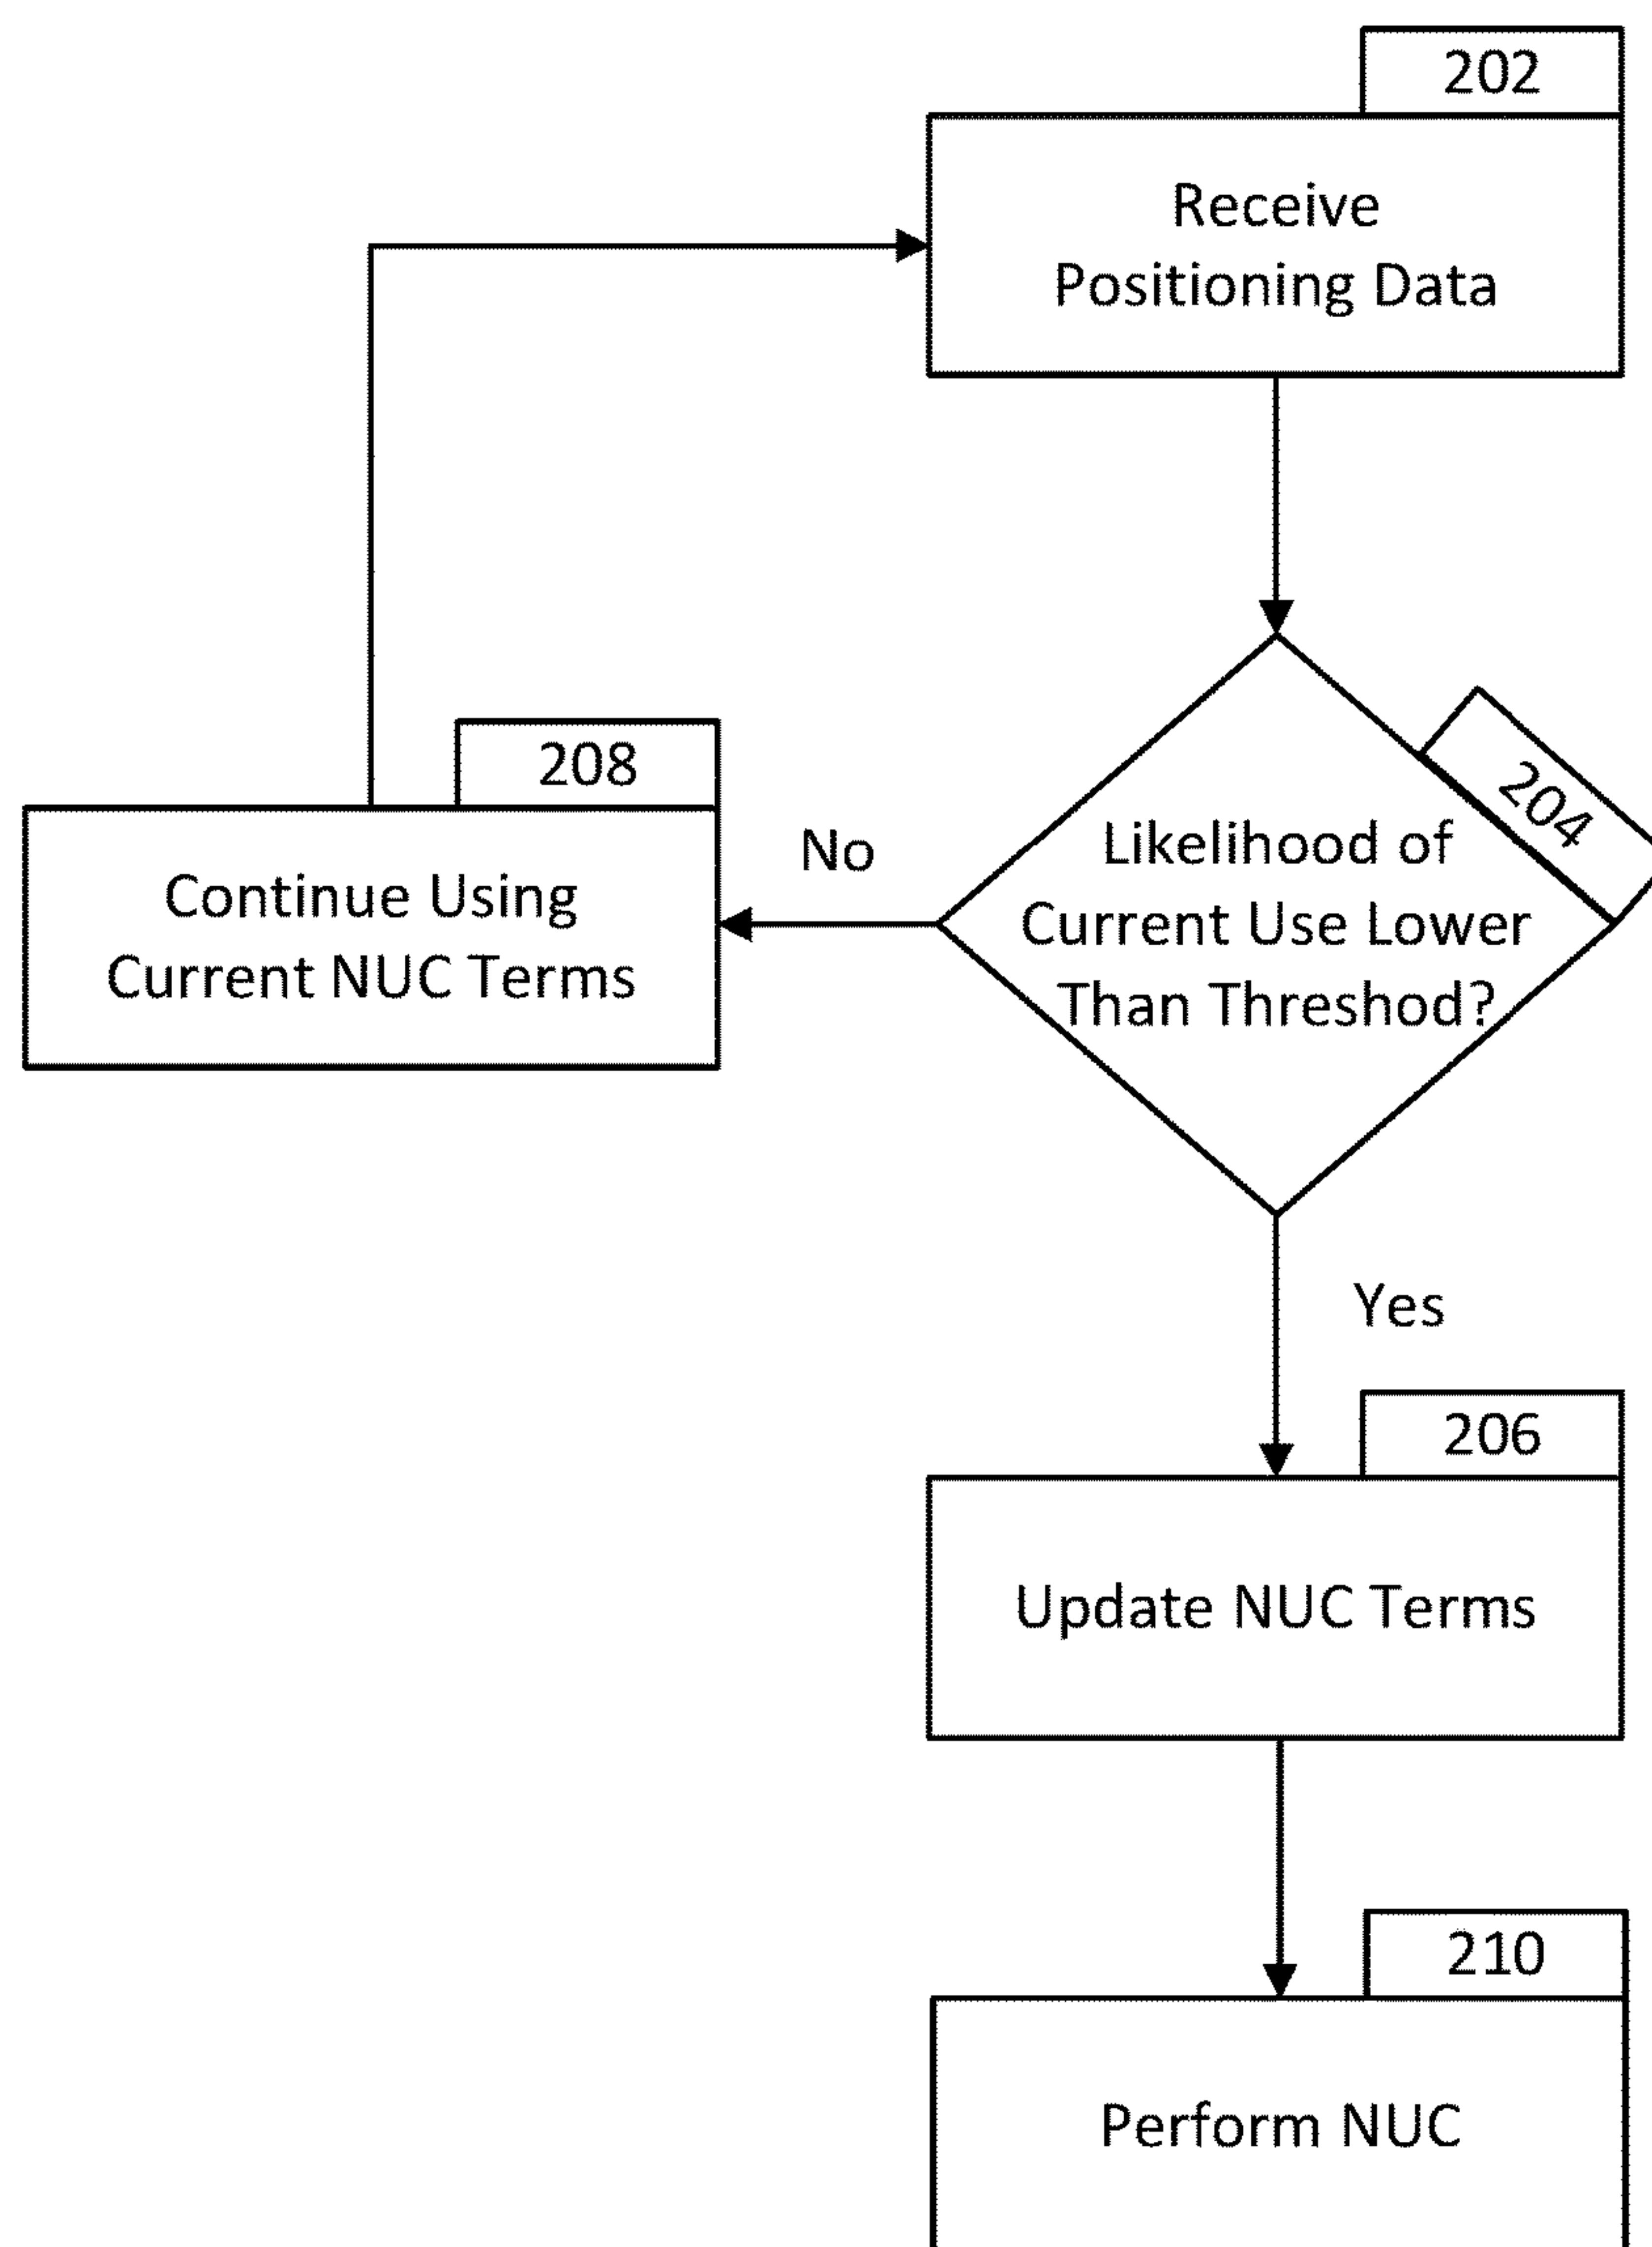 202
Receive
Positioning Data
204
Likelihood of
Current Use Lower
Than Threshod?
No
208
Continue Using
Current NUC Terms
Yes
206
Update NUC Terms
210
Perform NUC